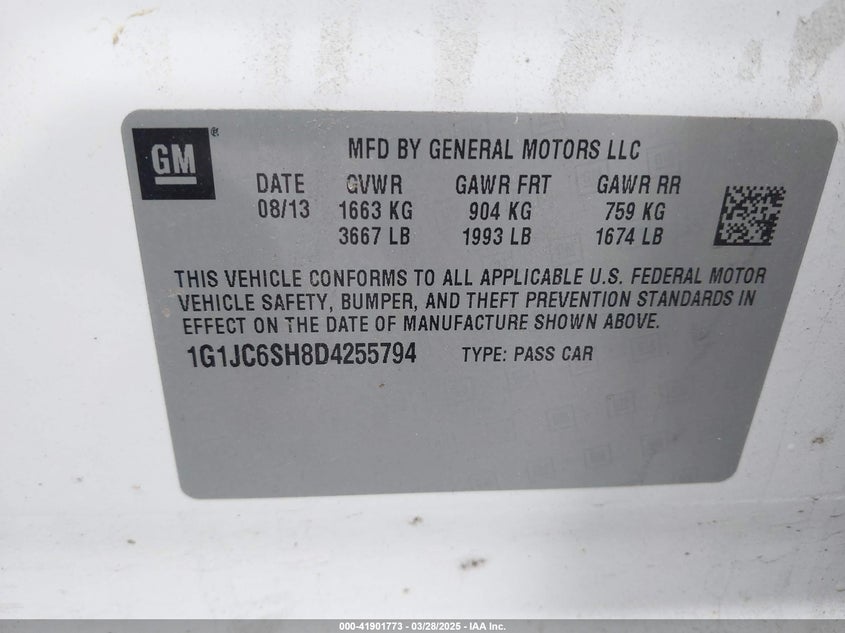 GM®
MFD BY GENERAL MOTORS LLC
DATE GVWR GAWR FRT GAWR RR
08/13 1663 KG 904 KG 759 KG
3667 LB 1993 LB 1674 LB
THIS VEHICLE CONFORMS TO ALL APPLICABLE U.S. FEDERAL MOTOR
VEHICLE SAFETY, BUMPER, AND THEFT PREVENTION STANDARDS IN
EFFECT ON THE DATE OF MANUFACTURE SHOWN ABOVE.
1G1JC6SH8D4255794 TYPE: PASS CAR
000-41901773 — 03/28/2025 — IAA Inc.